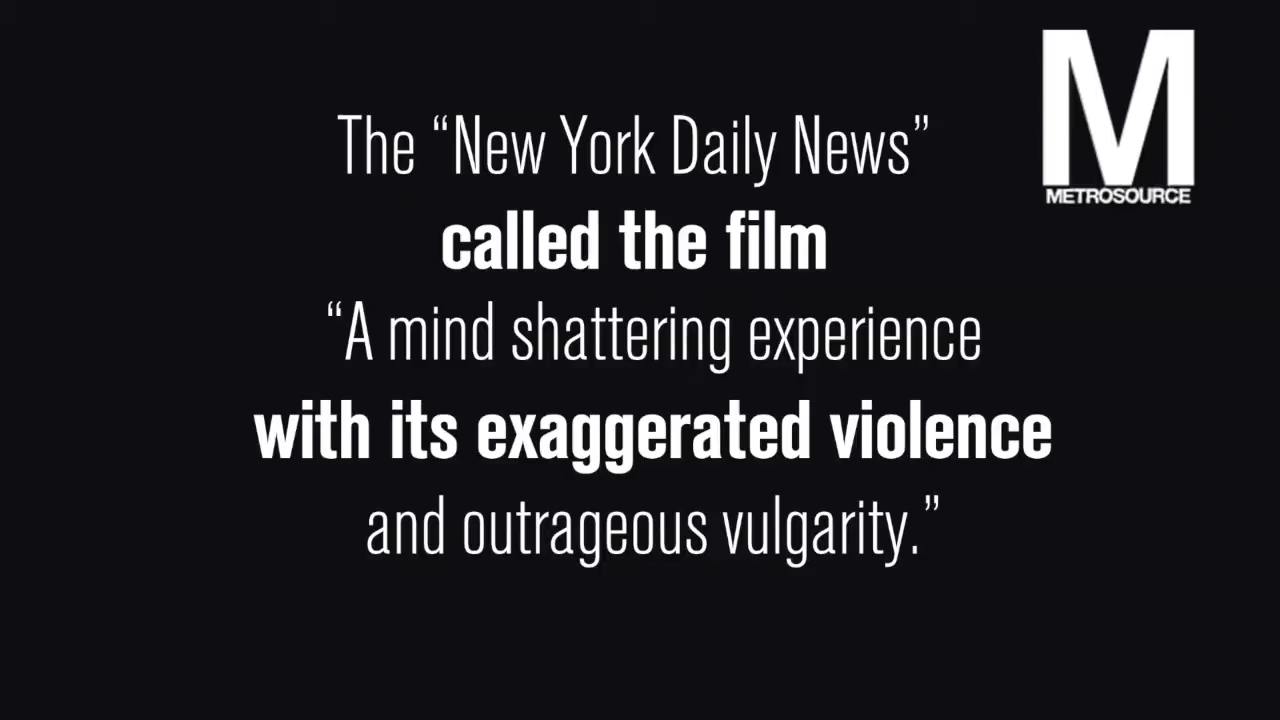 M
METROSOURCE
The “New York Daily News”
called the film
“A mind shattering experience
with its exaggerated violence
and outrageous vulgarity.”